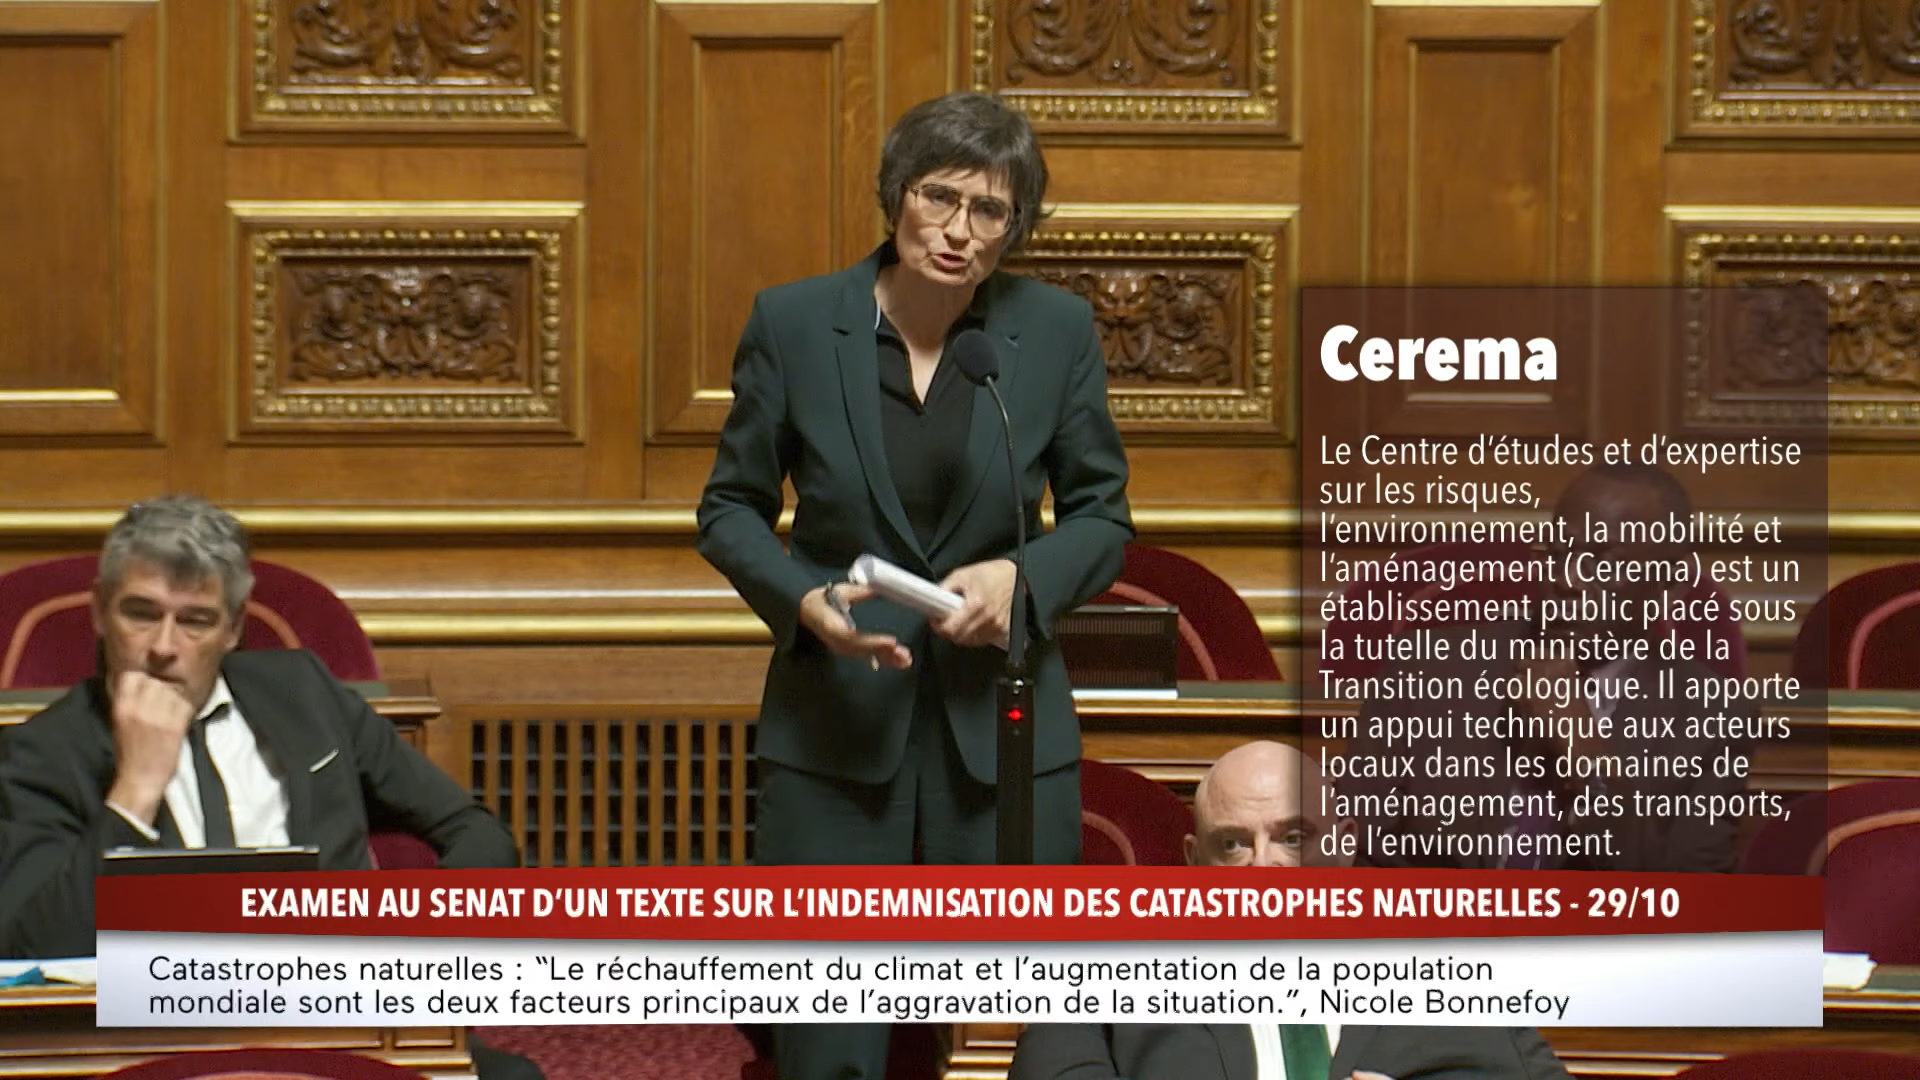 Cerema
Le Centre d'études et d'expertise
sur les risques,
l'environnement, la mobilité et
l'aménagement (Cerema) est un
établissement public placé sous
la tutelle du ministère de la
Transition écologique. Il apporte
un appui technique aux acteurs
locaux dans les domaines de
l'aménagement, des transports,
de l'environnement.
EXAMEN AU SENAT D'UN TEXTE SUR L'INDEMNISATION DES CATASTROPHES NATURELLES - 29/10
Catastrophes naturelles : “Le réchauffement du climat et l'augmentation de la population
mondiale sont les deux facteurs principaux de l'aggravation de la situation.”, Nicole Bonnefoy